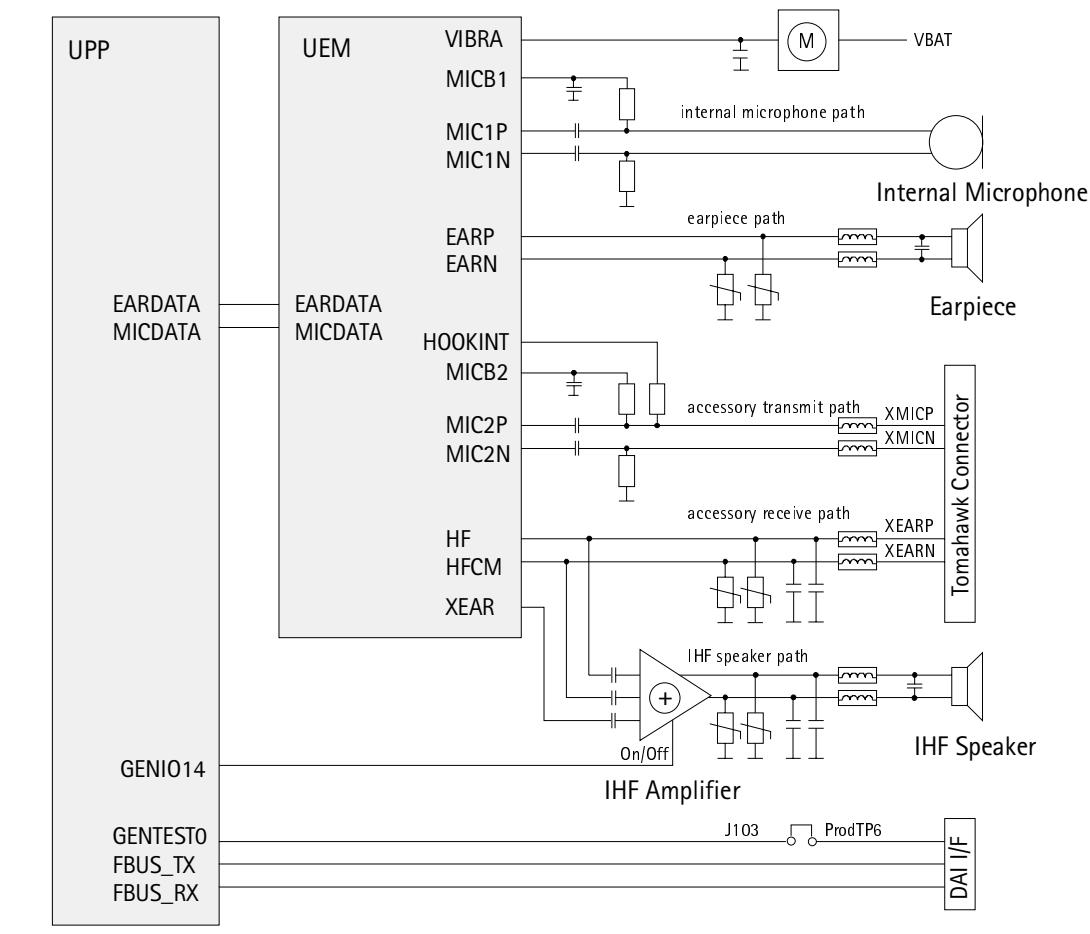 UPP
UEM
VIBRA
M
VBAT
MICB1
internal microphone path
MIC1P
MIC1N
Internal Microphone
earpiece path
EARP
EARN
Earpiece
EARDATA
MICDATA
EARDATA
MICDATA
HOOKINT
MICB2
accessory transmit path
XMICP
MIC2P
XMICN
MIC2N
Tomahawk Connector
accessory receive path
XEARP
HF
XEARN
HFCM
XEAR
IHF speaker path
+
On/Off
IHF Speaker
GENIO14
IHF Amplifier
GENTEST0
J103
ProdTP6
FBUS_TX
FBUS_RX
DAI I/F